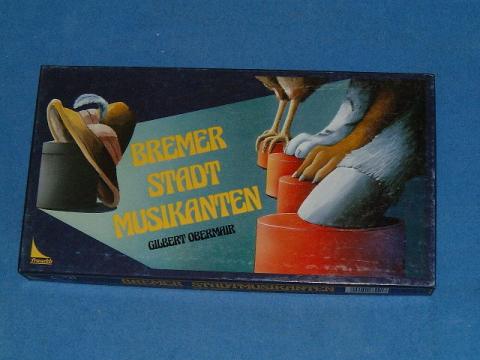 BREMER
STADT
MUSIKANTEN
GILBERT OBERMAIR
BREMER STADTMUSIKANTEN